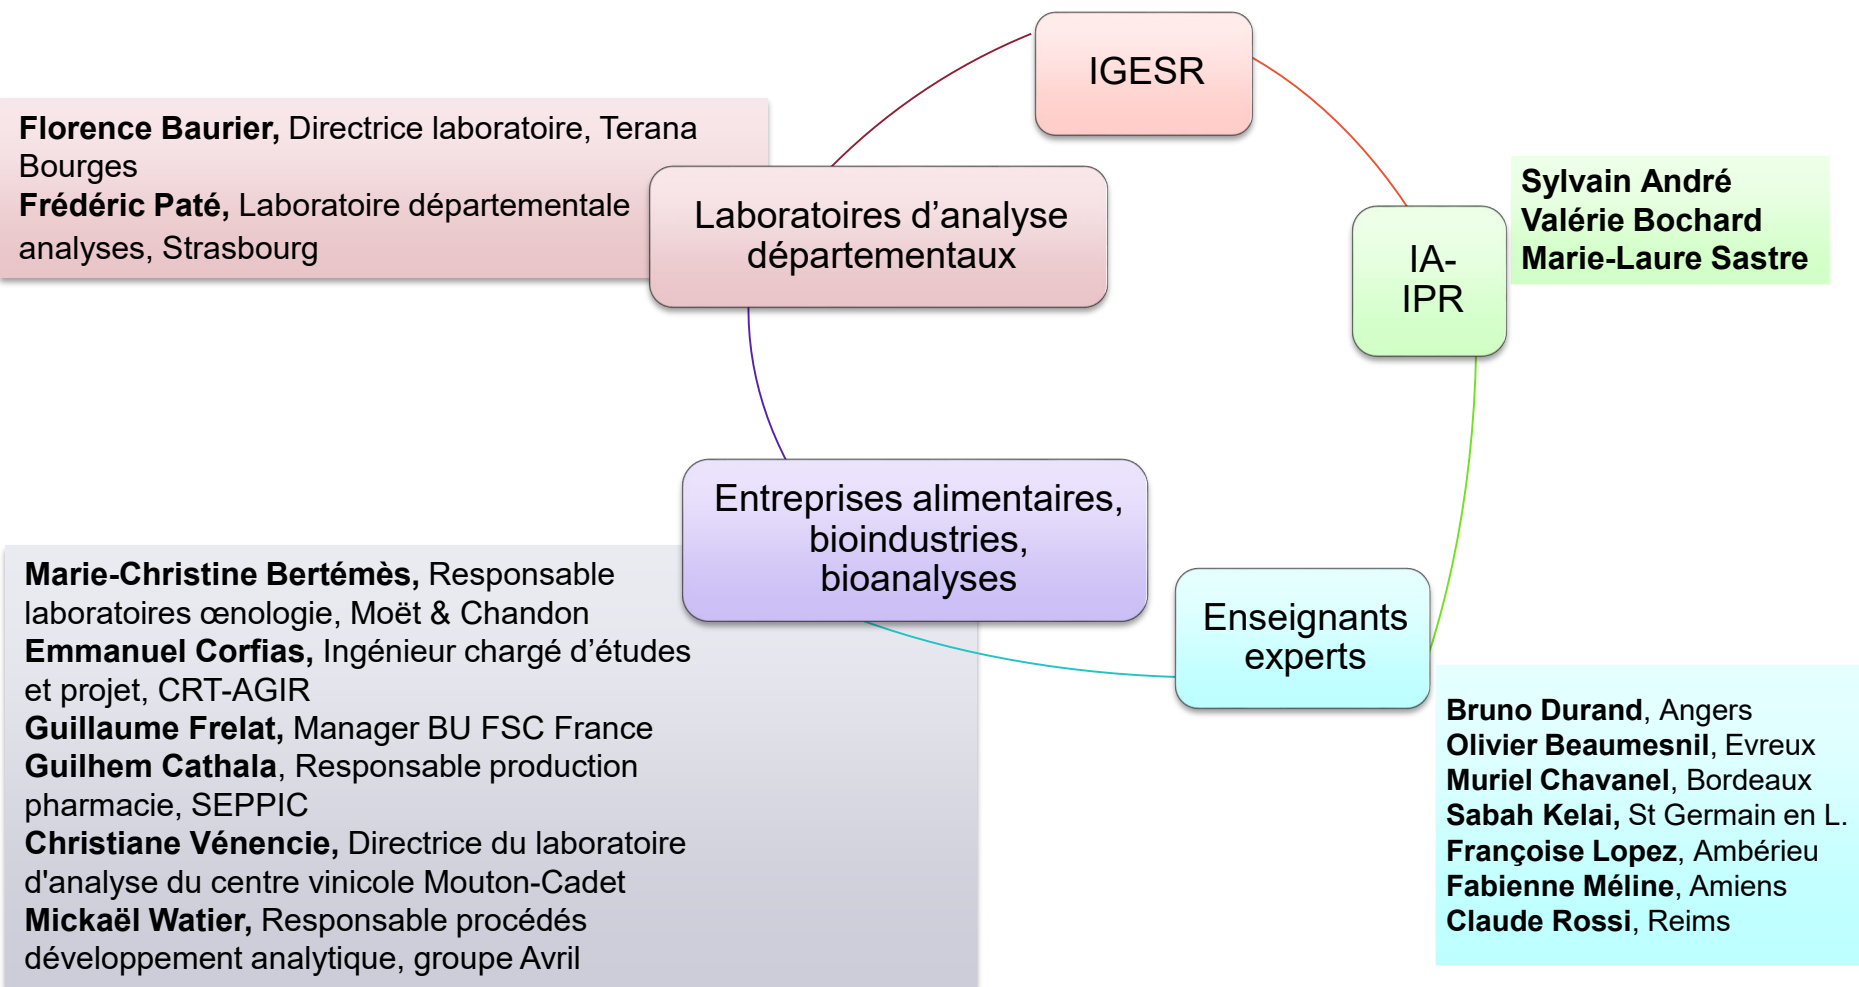 IGESR
Florence Baurier, Directrice laboratoire, Terana
Bourges
Frédéric Paté, Laboratoire départementale
analyses, Strasbourg
Laboratoires d’analyse
départementaux
IA-
IPR
Sylvain André
Valérie Bochard
Marie-Laure Sastre
Entreprises alimentaires,
bioindustries,
bioanalyses
Marie-Christine Bertémès, Responsable
laboratoires œnologie, Moët & Chandon
Emmanuel Corfias, Ingénieur chargé d’études
et projet, CRT-AGIR
Guillaume Frelat, Manager BU FSC France
Guilhem Cathala, Responsable production
pharmacie, SEPPIC
Christiane Vénencie, Directrice du laboratoire
d'analyse du centre vinicole Mouton-Cadet
Mickaël Watier, Responsable procédés
développement analytique, groupe Avril
Enseignants
experts
Bruno Durand, Angers
Olivier Beaumesnil, Evreux
Muriel Chavanel, Bordeaux
Sabah Kelai, St Germain en L.
Françoise Lopez, Ambérieu
Fabienne Méline, Amiens
Claude Rossi, Reims